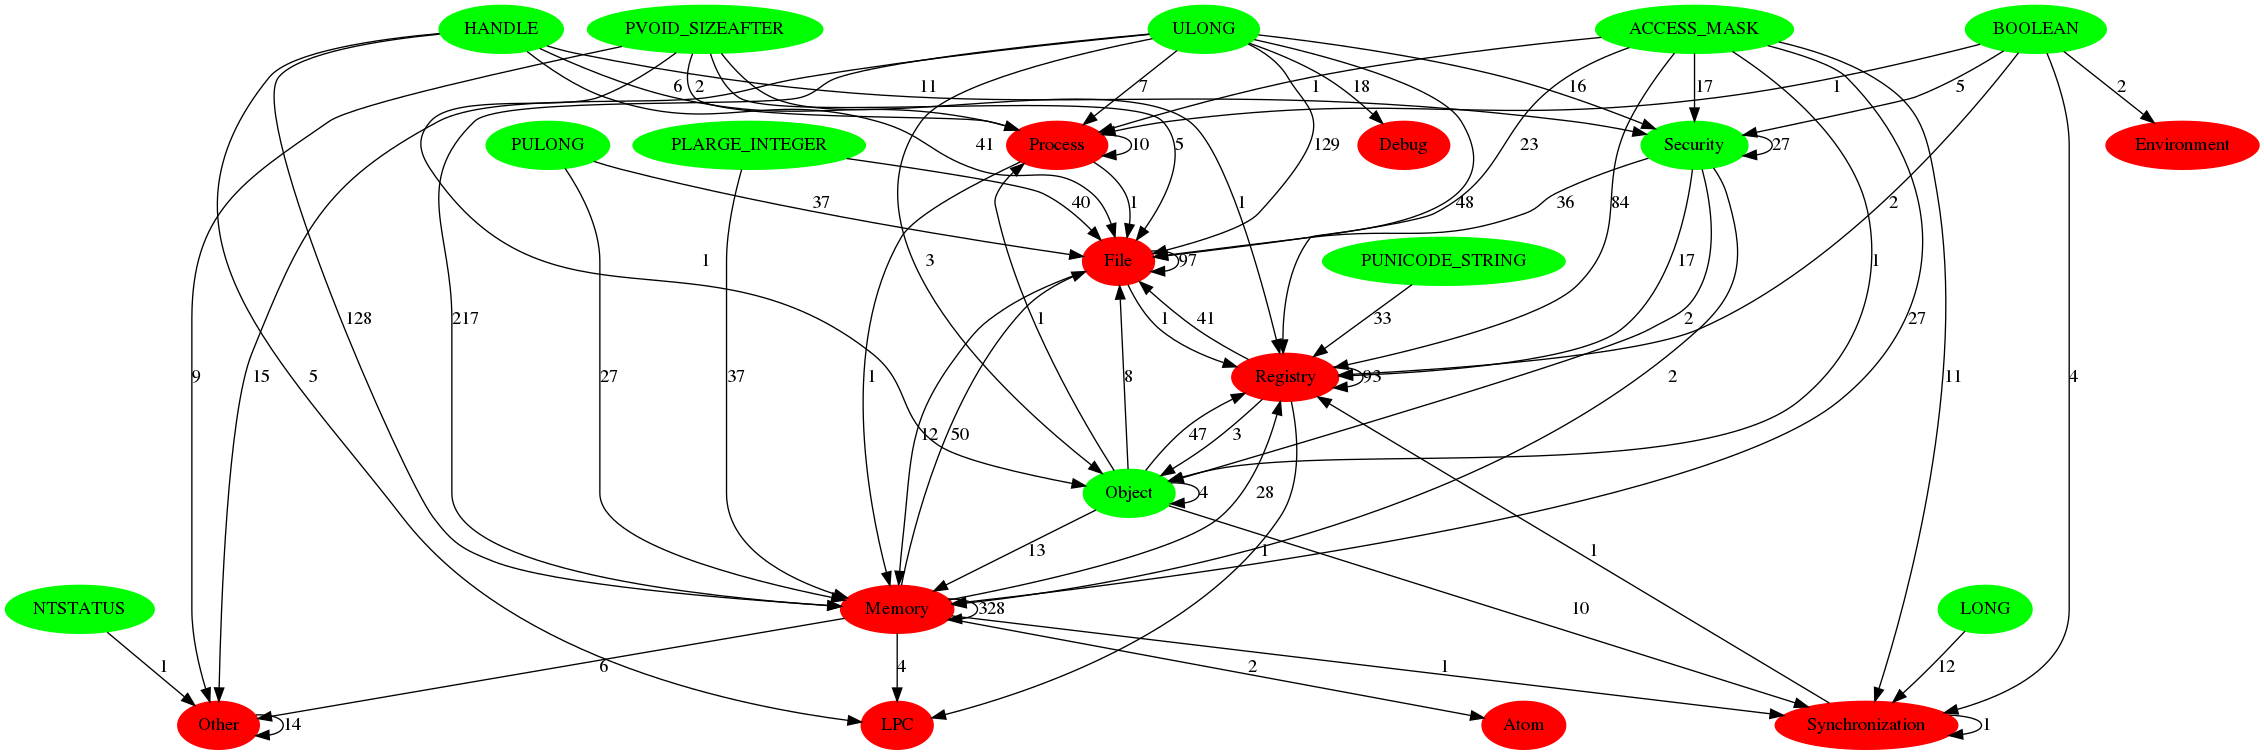 HANDLE PVOID_SIZEAFTER ULONG ACCESS_MASK BOOLEAN
6 2 11 7 1 18 16 17 1 5 2
PULONG PLARGE_INTEGER 41 Process 10 5 129 Debug 23 Security 27 Environment
37 40 1 1 48 36 84 2
1 File 97 PUNICODE_STRING 17 1
5 128 217 3 1 1 41 33 2 27
9 15 27 37 1 8 Registry 93 2 11 4
12 50 47 3
Object 4 28
13 1 1
NTSTATUS Memory 328 10 LONG
1 6 4 2 1 12
Other 14 LPC Atom Synchronization 1